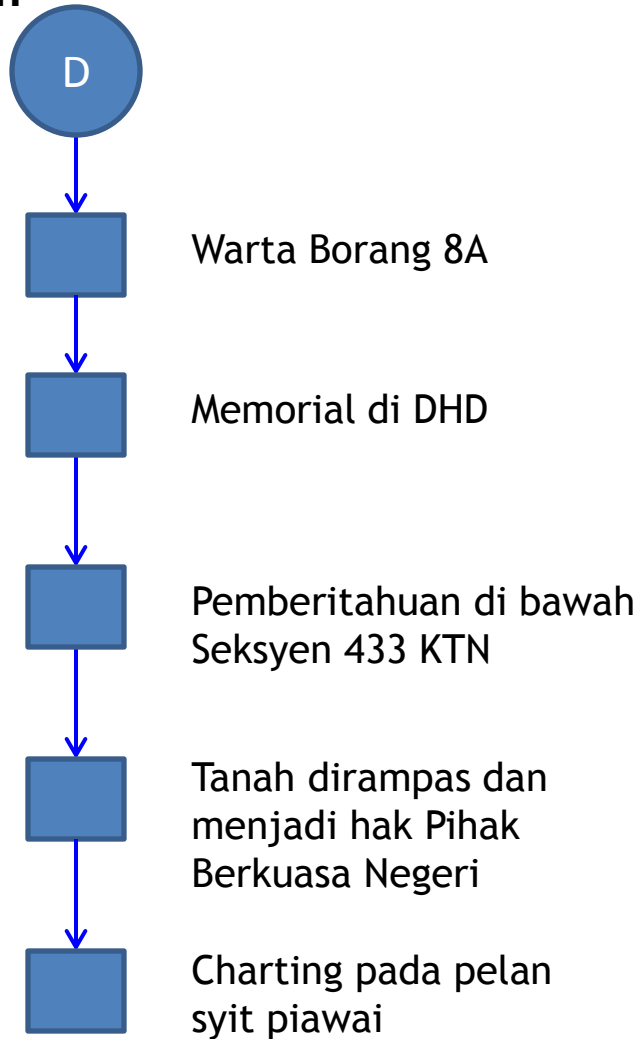 D
Warta Borang 8A
Memorial di DHD
Pemberitahuan di bawah
Seksyen 433 KTN
Tanah dirampas dan
menjadi hak Pihak
Berkuasa Negeri
Charting pada pelan
syit piawai